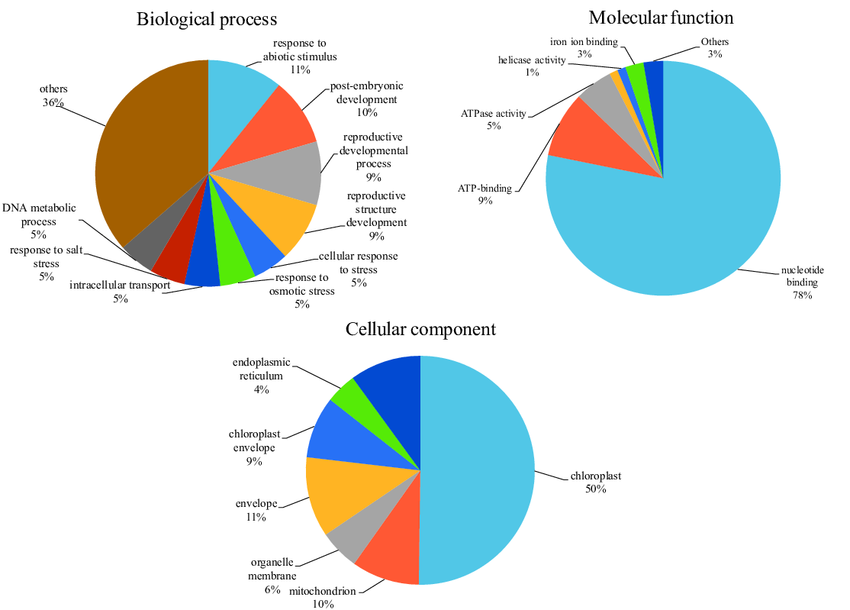 Biological process
response to
abiotic stimulus
11%
post-embryonic
development
10%
reproductive
developmental
process
9%
reproductive
structure
development
9%
cellular response
to stress
5%
response to
osmotic stress
5%
intracellular transport
5%
response to salt
stress
5%
DNA metabolic
process
5%
others
36%
Molecular function
nucleotide
binding
78%
ATP-binding
9%
ATPase activity
5%
helicase activity
1%
iron ion binding
3%
Others
3%
Cellular component
chloroplast
50%
mitochondrion
10%
organelle
membrane
6%
envelope
11%
chloroplast
envelope
9%
endoplasmic
reticulum
4%